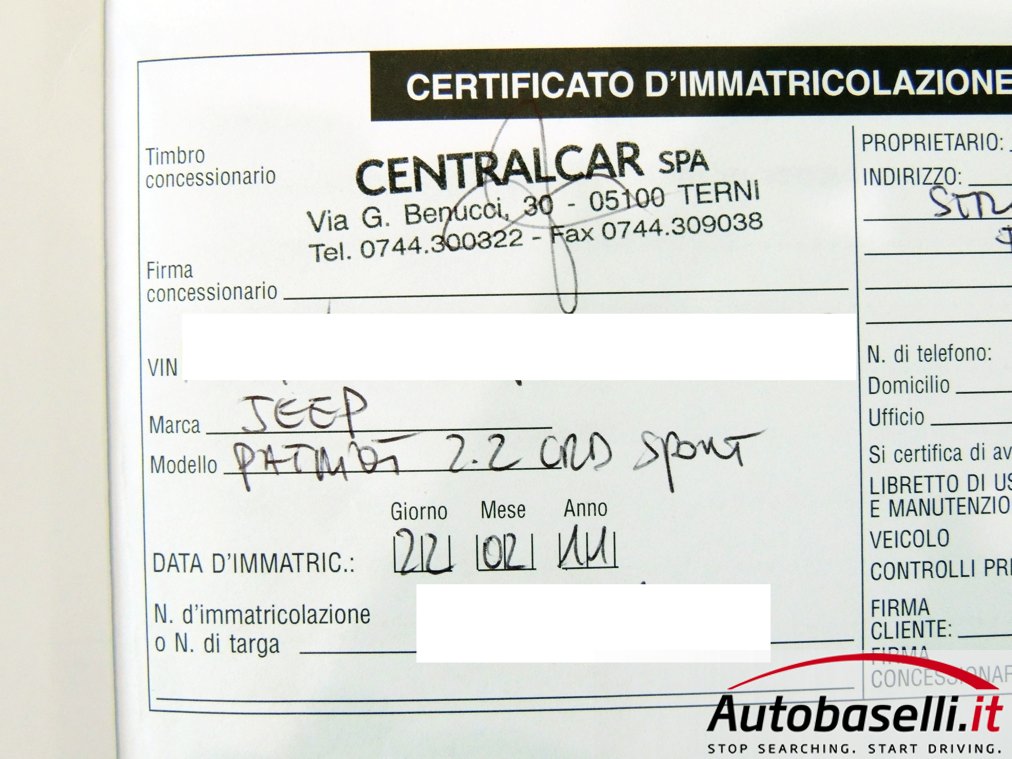 CERTIFICATO D'IMMATRICOLAZIONE
Timbro
concessionario
CENTRALCAR SPA
Via G. Benucci, 30 - 05100 TERNI
Tel. 0744.300322 - Fax 0744.309038
Firma
concessionario
VIN
Marca JEEP
Modello PATRIOT 2.2 CRD SPORT
Giorno Mese Anno
DATA D'IMMATRIC.: 22 02 11
N. d'immatricolazione
o N. di targa
PROPRIETARIO:
INDIRIZZO:
N. di telefono:
Domicilio
Ufficio
Si certifica di av
LIBRETTO DI US
E MANUTENZIO
VEICOLO
CONTROLLI PRE
FIRMA
CLIENTE:
FIRMA
CONCESSIONAR
Autobaselli.it
STOP SEARCHING. START DRIVING.